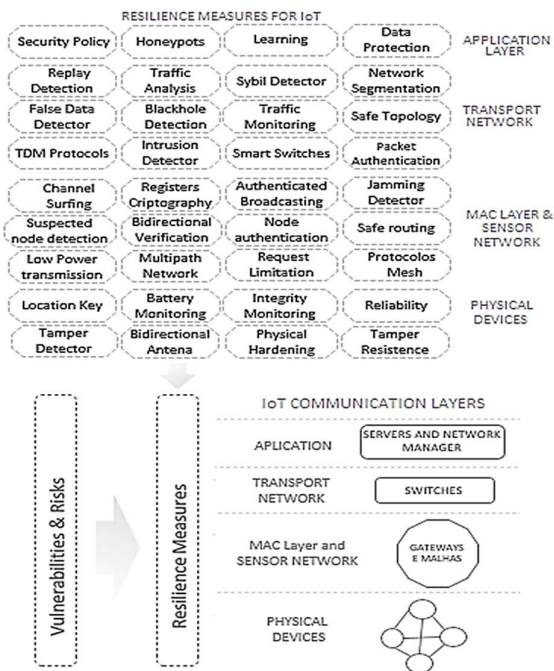 RESILIENCE MEASURES FOR IoT
Security Policy
Honeypots
Learning
Data
Protection
APPLICATION
LAYER
Replay
Detection
Traffic
Analysis
Sybil Detector
Network
Segmentation
False Data
Detector
Blackhole
Detection
Traffic
Monitoring
Safe Topology
TRANSPORT
NETWORK
TDM Protocols
Intrusion
Detector
Smart Switches
Packet
Authentication
Channel
Surfing
Registers
Criptography
Authenticated
Broadcasting
Jamming
Detector
Suspected
node detection
Bidirectional
Verification
Node
authentication
Safe routing
MAC LAYER &
SENSOR
NETWORK
Low Power
transmission
Multipath
Network
Request
Limitation
Protocolos
Mesh
Location Key
Battery
Monitoring
Integrity
Monitoring
Reliability
PHYSICAL
DEVICES
Tamper
Detector
Bidirectional
Antena
Physical
Hardening
Tamper
Resistence
Vulnerabilities & Risks
Resilience Measures
IoT COMMUNICATION LAYERS
APLICATION
SERVERS AND NETWORK
MANAGER
TRANSPORT
NETWORK
SWITCHES
MAC Layer and
SENSOR NETWORK
GATEWAYS
E MALHAS
PHYSICAL
DEVICES